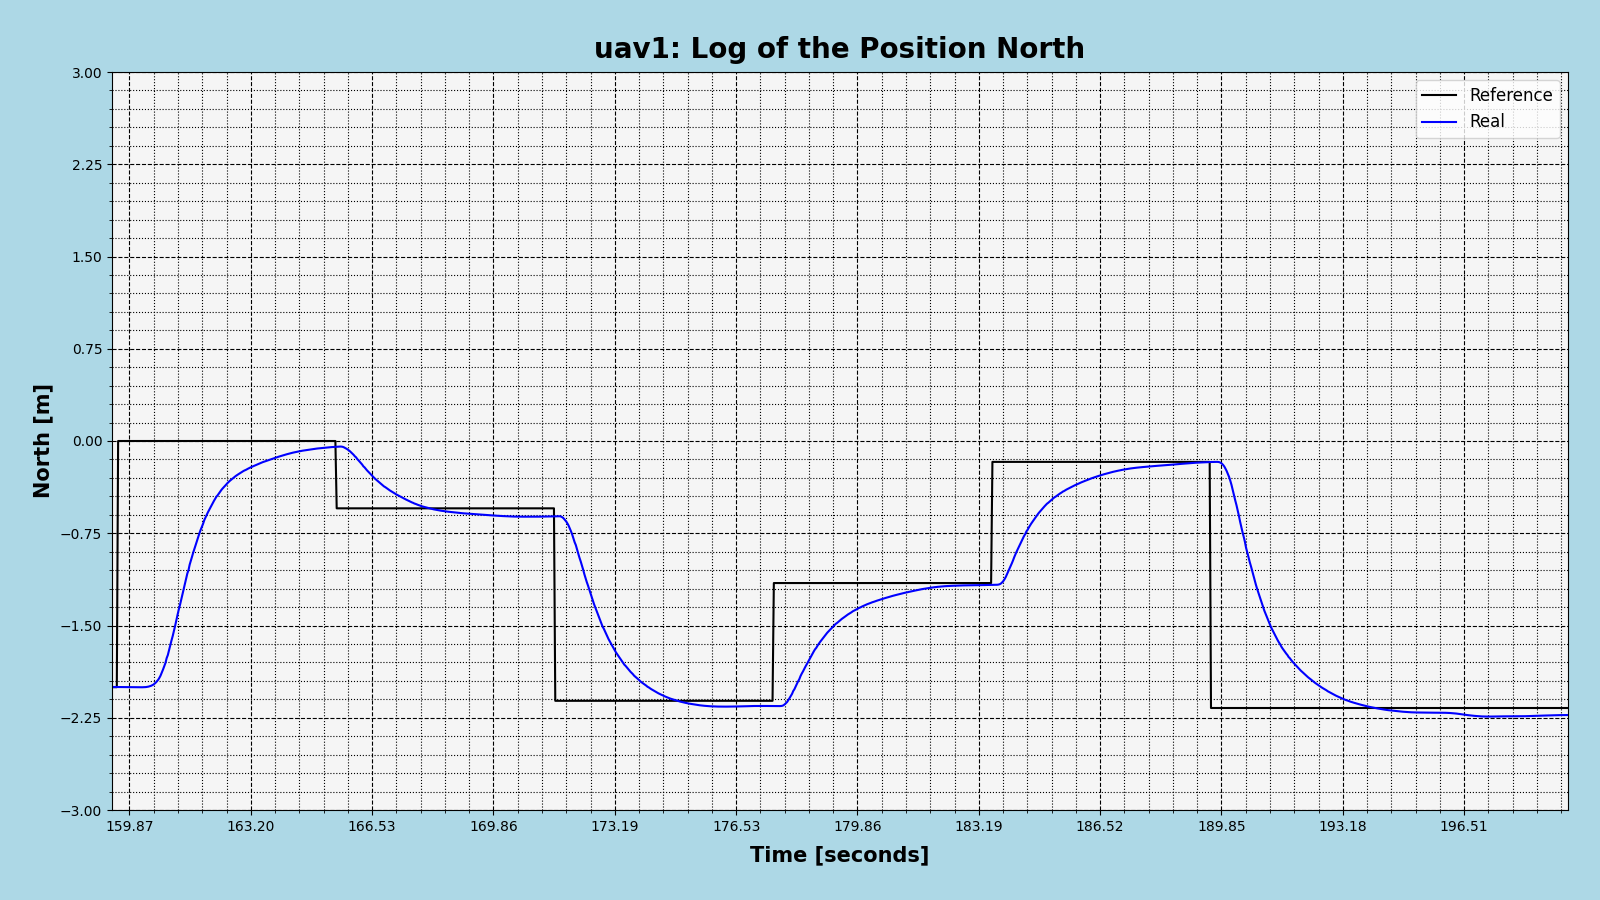 uav1: Log of the Position North
3.00
2.25
1.50
0.75
0.00
−0.75
−1.50
−2.25
−3.00
North [m]
Reference
Real
159.87 163.20 166.53 169.86 173.19 176.53 179.86 183.19 186.52 189.85 193.18 196.51
Time [seconds]